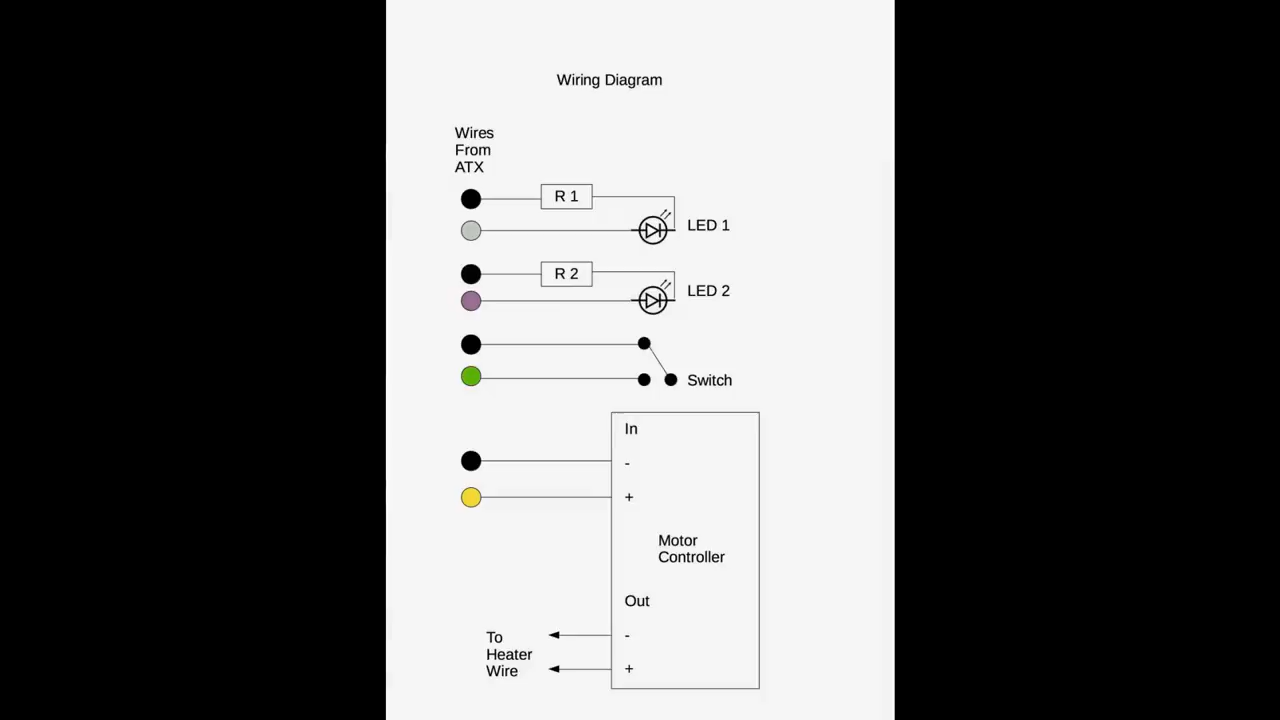 Wiring Diagram
Wires
From
ATX
R 1
LED 1
R 2
LED 2
Switch
In
-
+
Motor
Controller
Out
-
+
To
Heater
Wire